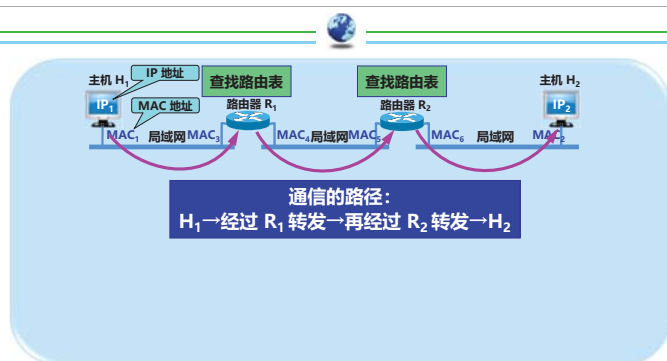 主机 H₁
IP 地址
查找路由表
查找路由表
主机 H₂
IP₁
MAC 地址
路由器 R₁
路由器 R₂
IP₂
MAC₁ 局域网 MAC₃
MAC₄ 局域网 MAC₅
MAC₆ 局域网 MAC₂
通信的路径：
H₁→经过 R₁ 转发→再经过 R₂ 转发→H₂